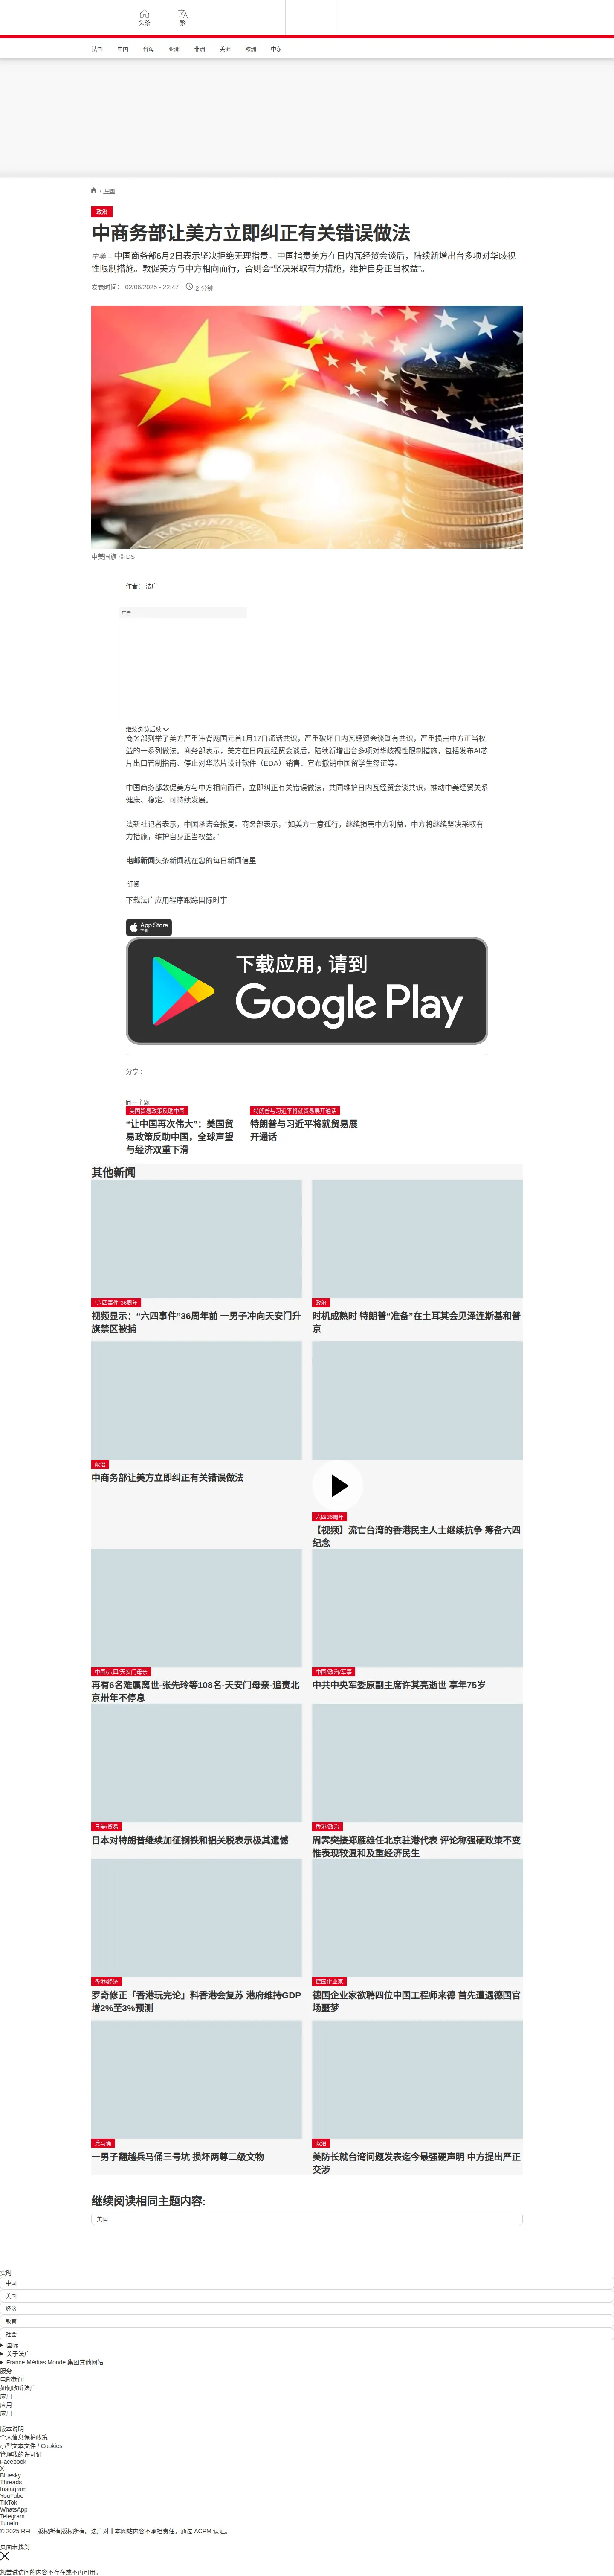 头条
繁
法国
中国
台海
亚洲
非洲
美洲
欧洲
中东
/ 中国
政治
中商务部让美方立即纠正有关错误做法
中美 – 中国商务部6月2日表示坚决拒绝无理指责。中国指责美方在日内瓦经贸会谈后，陆续新增出台多项对华歧视
性限制措施。敦促美方与中方相向而行，否则会“坚决采取有力措施，维护自身正当权益”。
发表时间： 02/06/2025 - 22:47
2 分钟
中美国旗 © DS
作者： 法广
广告
继续浏览后续
商务部列举了美方严重违背两国元首1月17日通话共识，严重破坏日内瓦经贸会谈既有共识，严重损害中方正当权
益的一系列做法。商务部表示，美方在日内瓦经贸会谈后，陆续新增出台多项对华歧视性限制措施，包括发布AI芯
片出口管制指南、停止对华芯片设计软件（EDA）销售、宣布撤销中国留学生签证等。
中国商务部敦促美方与中方相向而行，立即纠正有关错误做法，共同维护日内瓦经贸会谈共识，推动中美经贸关系
健康、稳定、可持续发展。
法新社记者表示，中国承诺会报复。商务部表示，“如美方一意孤行，继续损害中方利益，中方将继续坚决采取有
力措施，维护自身正当权益。”
电邮新闻头条新闻就在您的每日新闻信里
订阅
下载法广应用程序跟踪国际时事
App Store
下载
下载应用，请到
Google Play
分享 :
同一主题
美国贸易政策反助中国
“让中国再次伟大”：美国贸
易政策反助中国，全球声望
与经济双重下滑
特朗普与习近平将就贸易展开通话
特朗普与习近平将就贸易展
开通话
其他新闻
“六四事件”36周年
视频显示：“六四事件”36周年前 一男子冲向天安门升
旗禁区被捕
政治
时机成熟时 特朗普“准备”在土耳其会见泽连斯基和普
京
政治
中商务部让美方立即纠正有关错误做法
六四36周年
【视频】流亡台湾的香港民主人士继续抗争 筹备六四
纪念
中国/六四/天安门母亲
再有6名难属离世-张先玲等108名-天安门母亲-追责北
京卅年不停息
中国/政治/军事
中共中央军委原副主席许其亮逝世 享年75岁
日美/贸易
日本对特朗普继续加征钢铁和铝关税表示极其遗憾
香港/政治
周霁突接郑雁雄任北京驻港代表 评论称强硬政策不变
惟表现较温和及重经济民生
香港/经济
罗奇修正「香港玩完论」料香港会复苏 港府维持GDP
增2%至3%预测
德国企业家
德国企业家欲聘四位中国工程师来德 首先遭遇德国官
场噩梦
兵马俑
一男子翻越兵马俑三号坑 损坏两尊二级文物
政治
美防长就台湾问题发表迄今最强硬声明 中方提出严正
交涉
继续阅读相同主题内容:
美国
实时
中国
美国
经济
教育
社会
国际
关于法广
France Médias Monde 集团其他网站
服务
电邮新闻
如何收听法广
应用
应用
应用
版本说明
个人信息保护政策
小型文本文件 / Cookies
管理我的许可证
Facebook
X
Bluesky
Threads
Instagram
YouTube
TikTok
WhatsApp
Telegram
TuneIn
© 2025 RFI – 版权所有版权所有。法广对非本网站内容不承担责任。通过 ACPM 认证。
页面未找到
您尝试访问的内容不存在或不再可用。